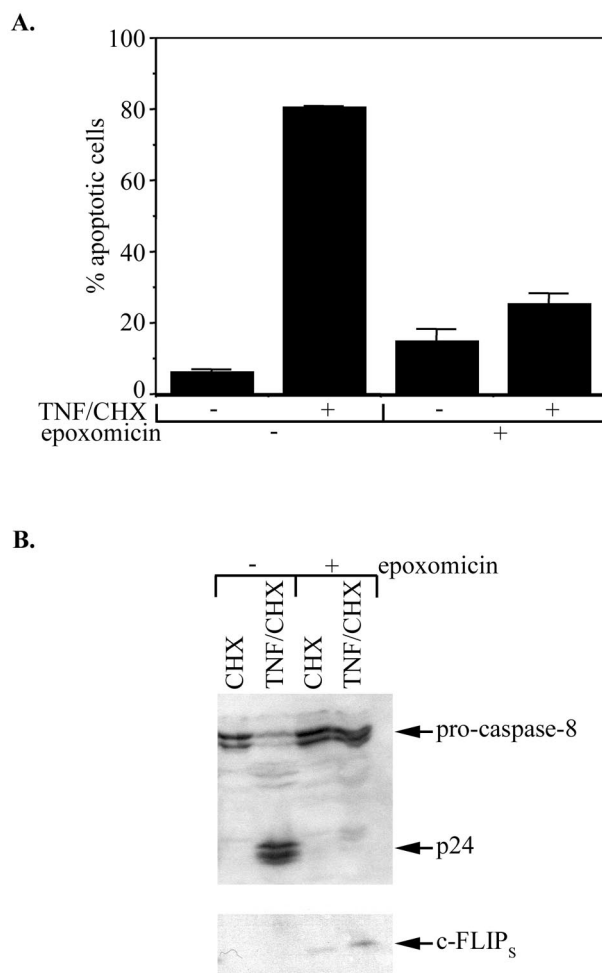 A.
100
80
60
40
20
0
% apoptotic cells
TNF/CHX - + - +
epoxomicin - +
B.
- + epoxomicin
CHX TNF/CHX CHX TNF/CHX
pro-caspase-8
p24
c-FLIPS